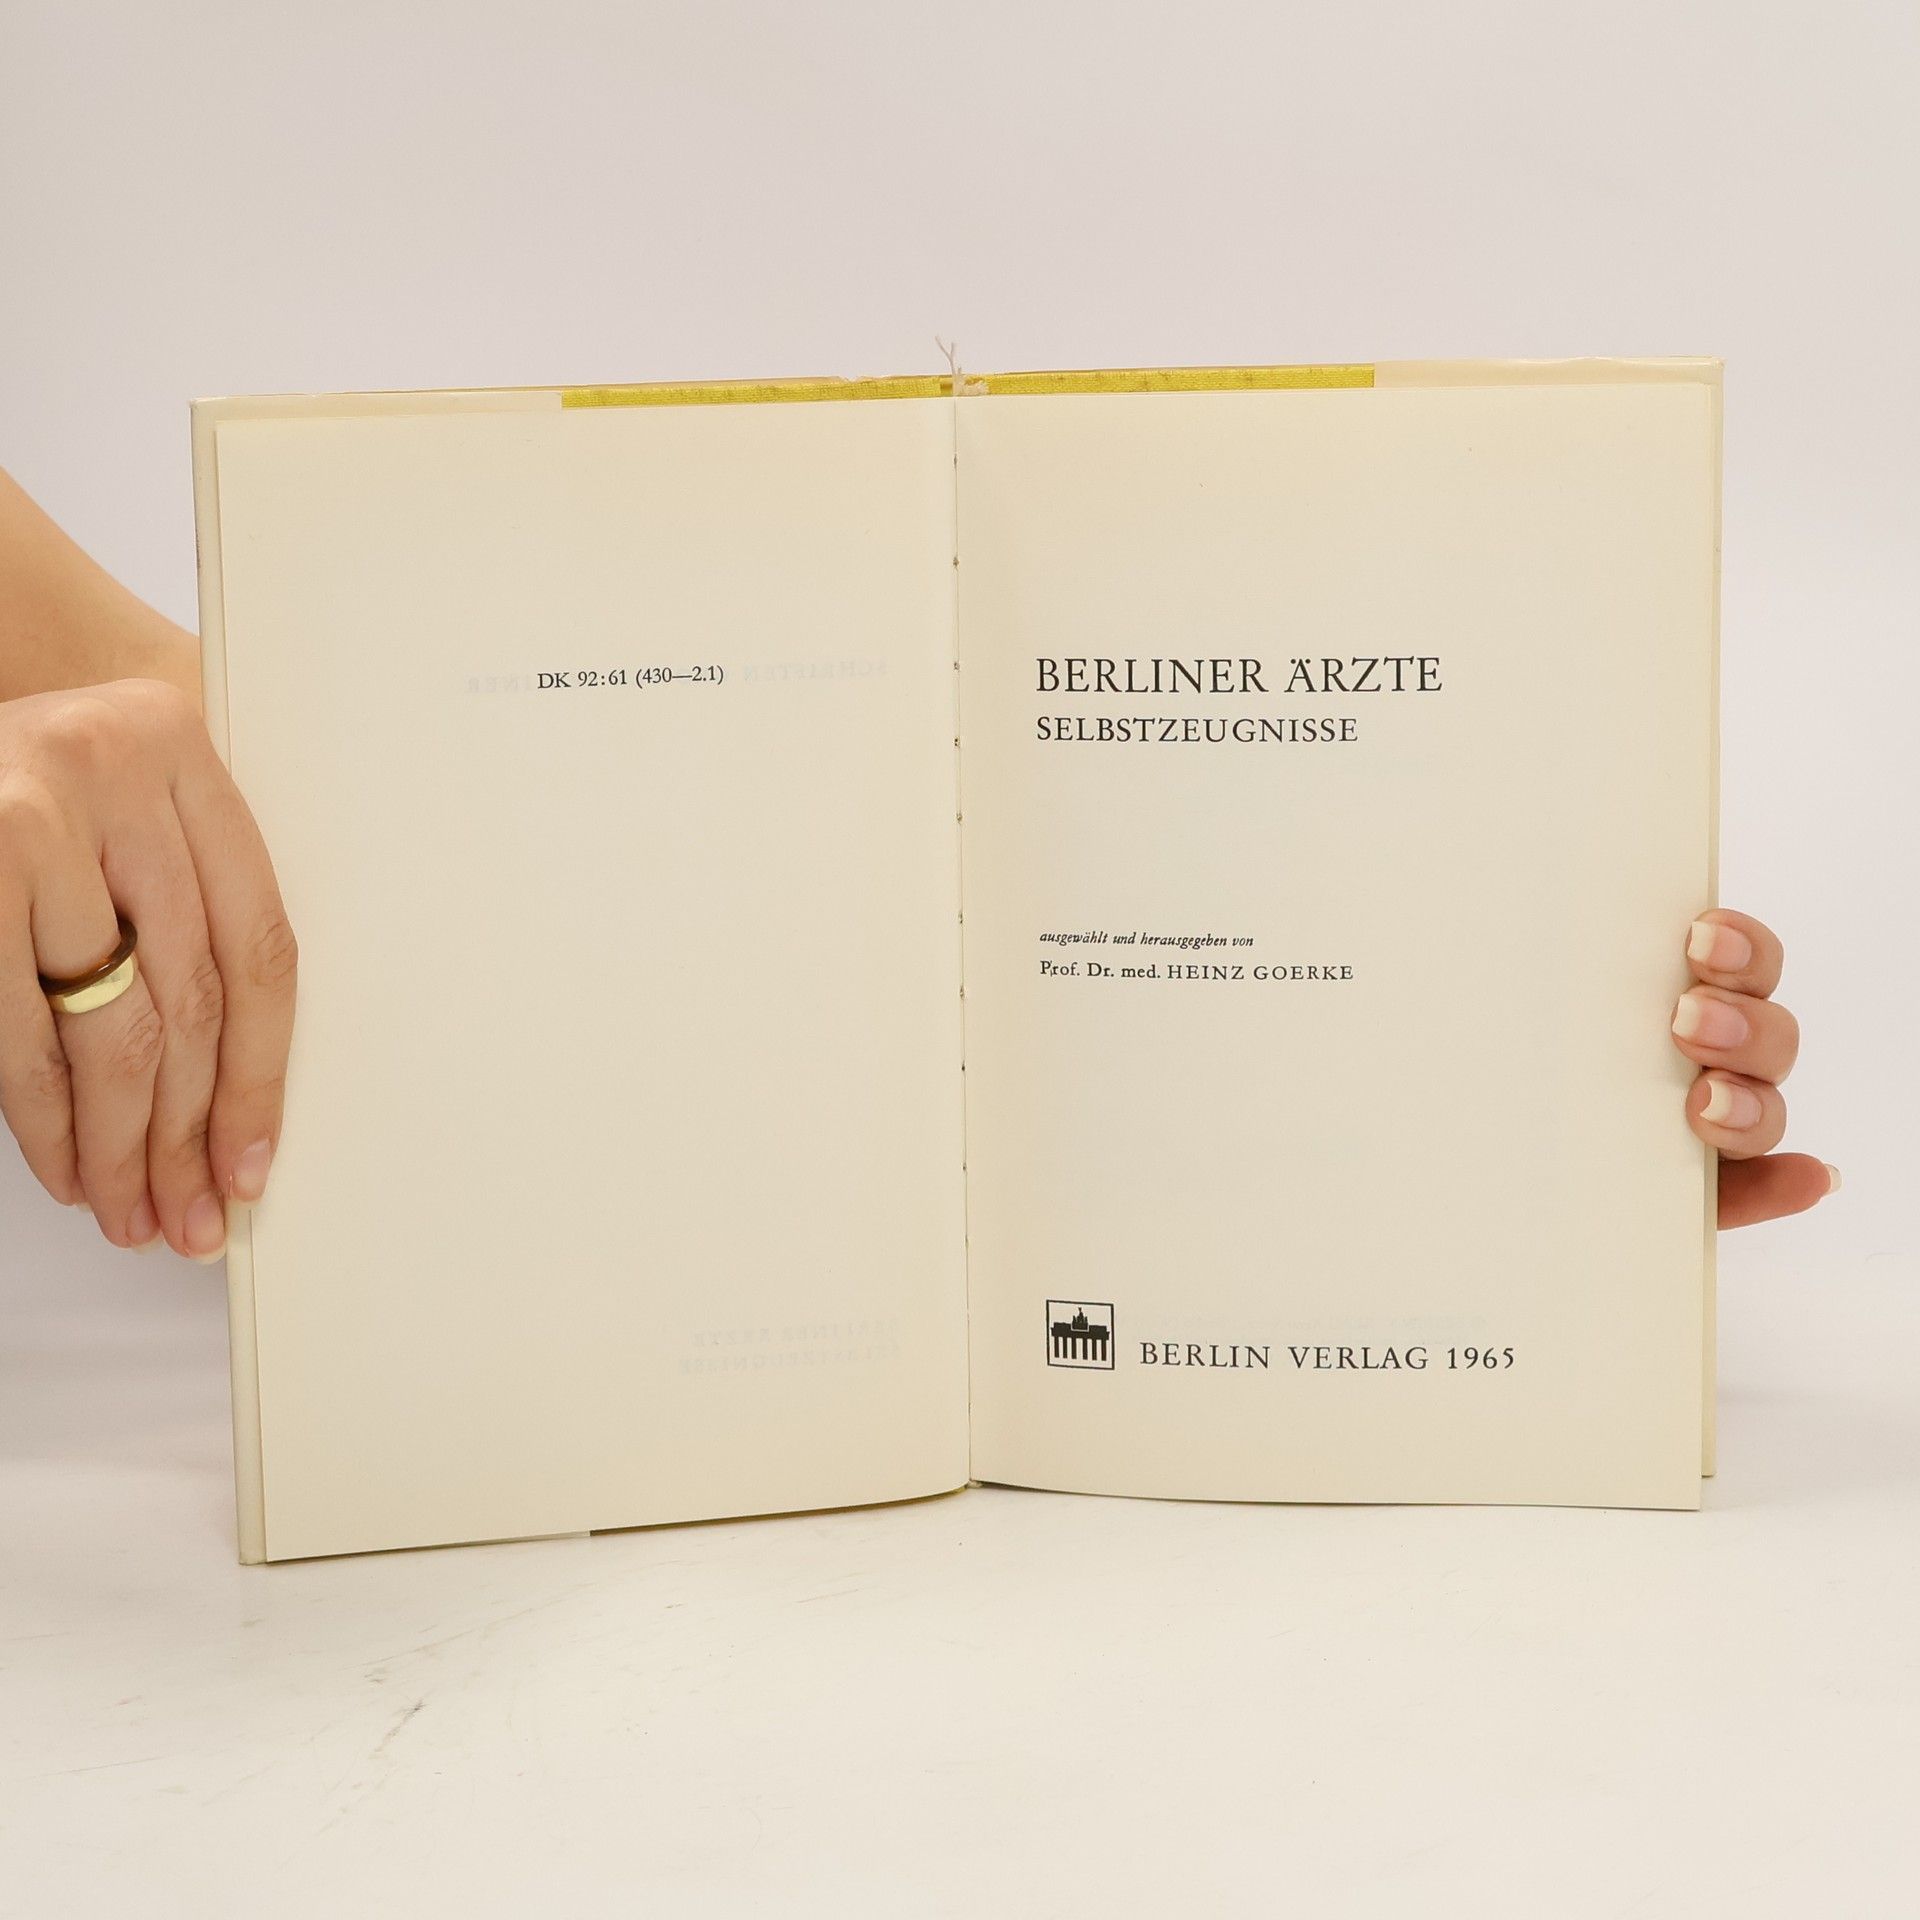 DK 92:61 (430—2.1)
BERLINER ÄRZTE
SELBSTZEUGNISSE
ausgewählt und herausgegeben von
Prof. Dr. med. HEINZ GOERKE
BERLIN VERLAG 1965